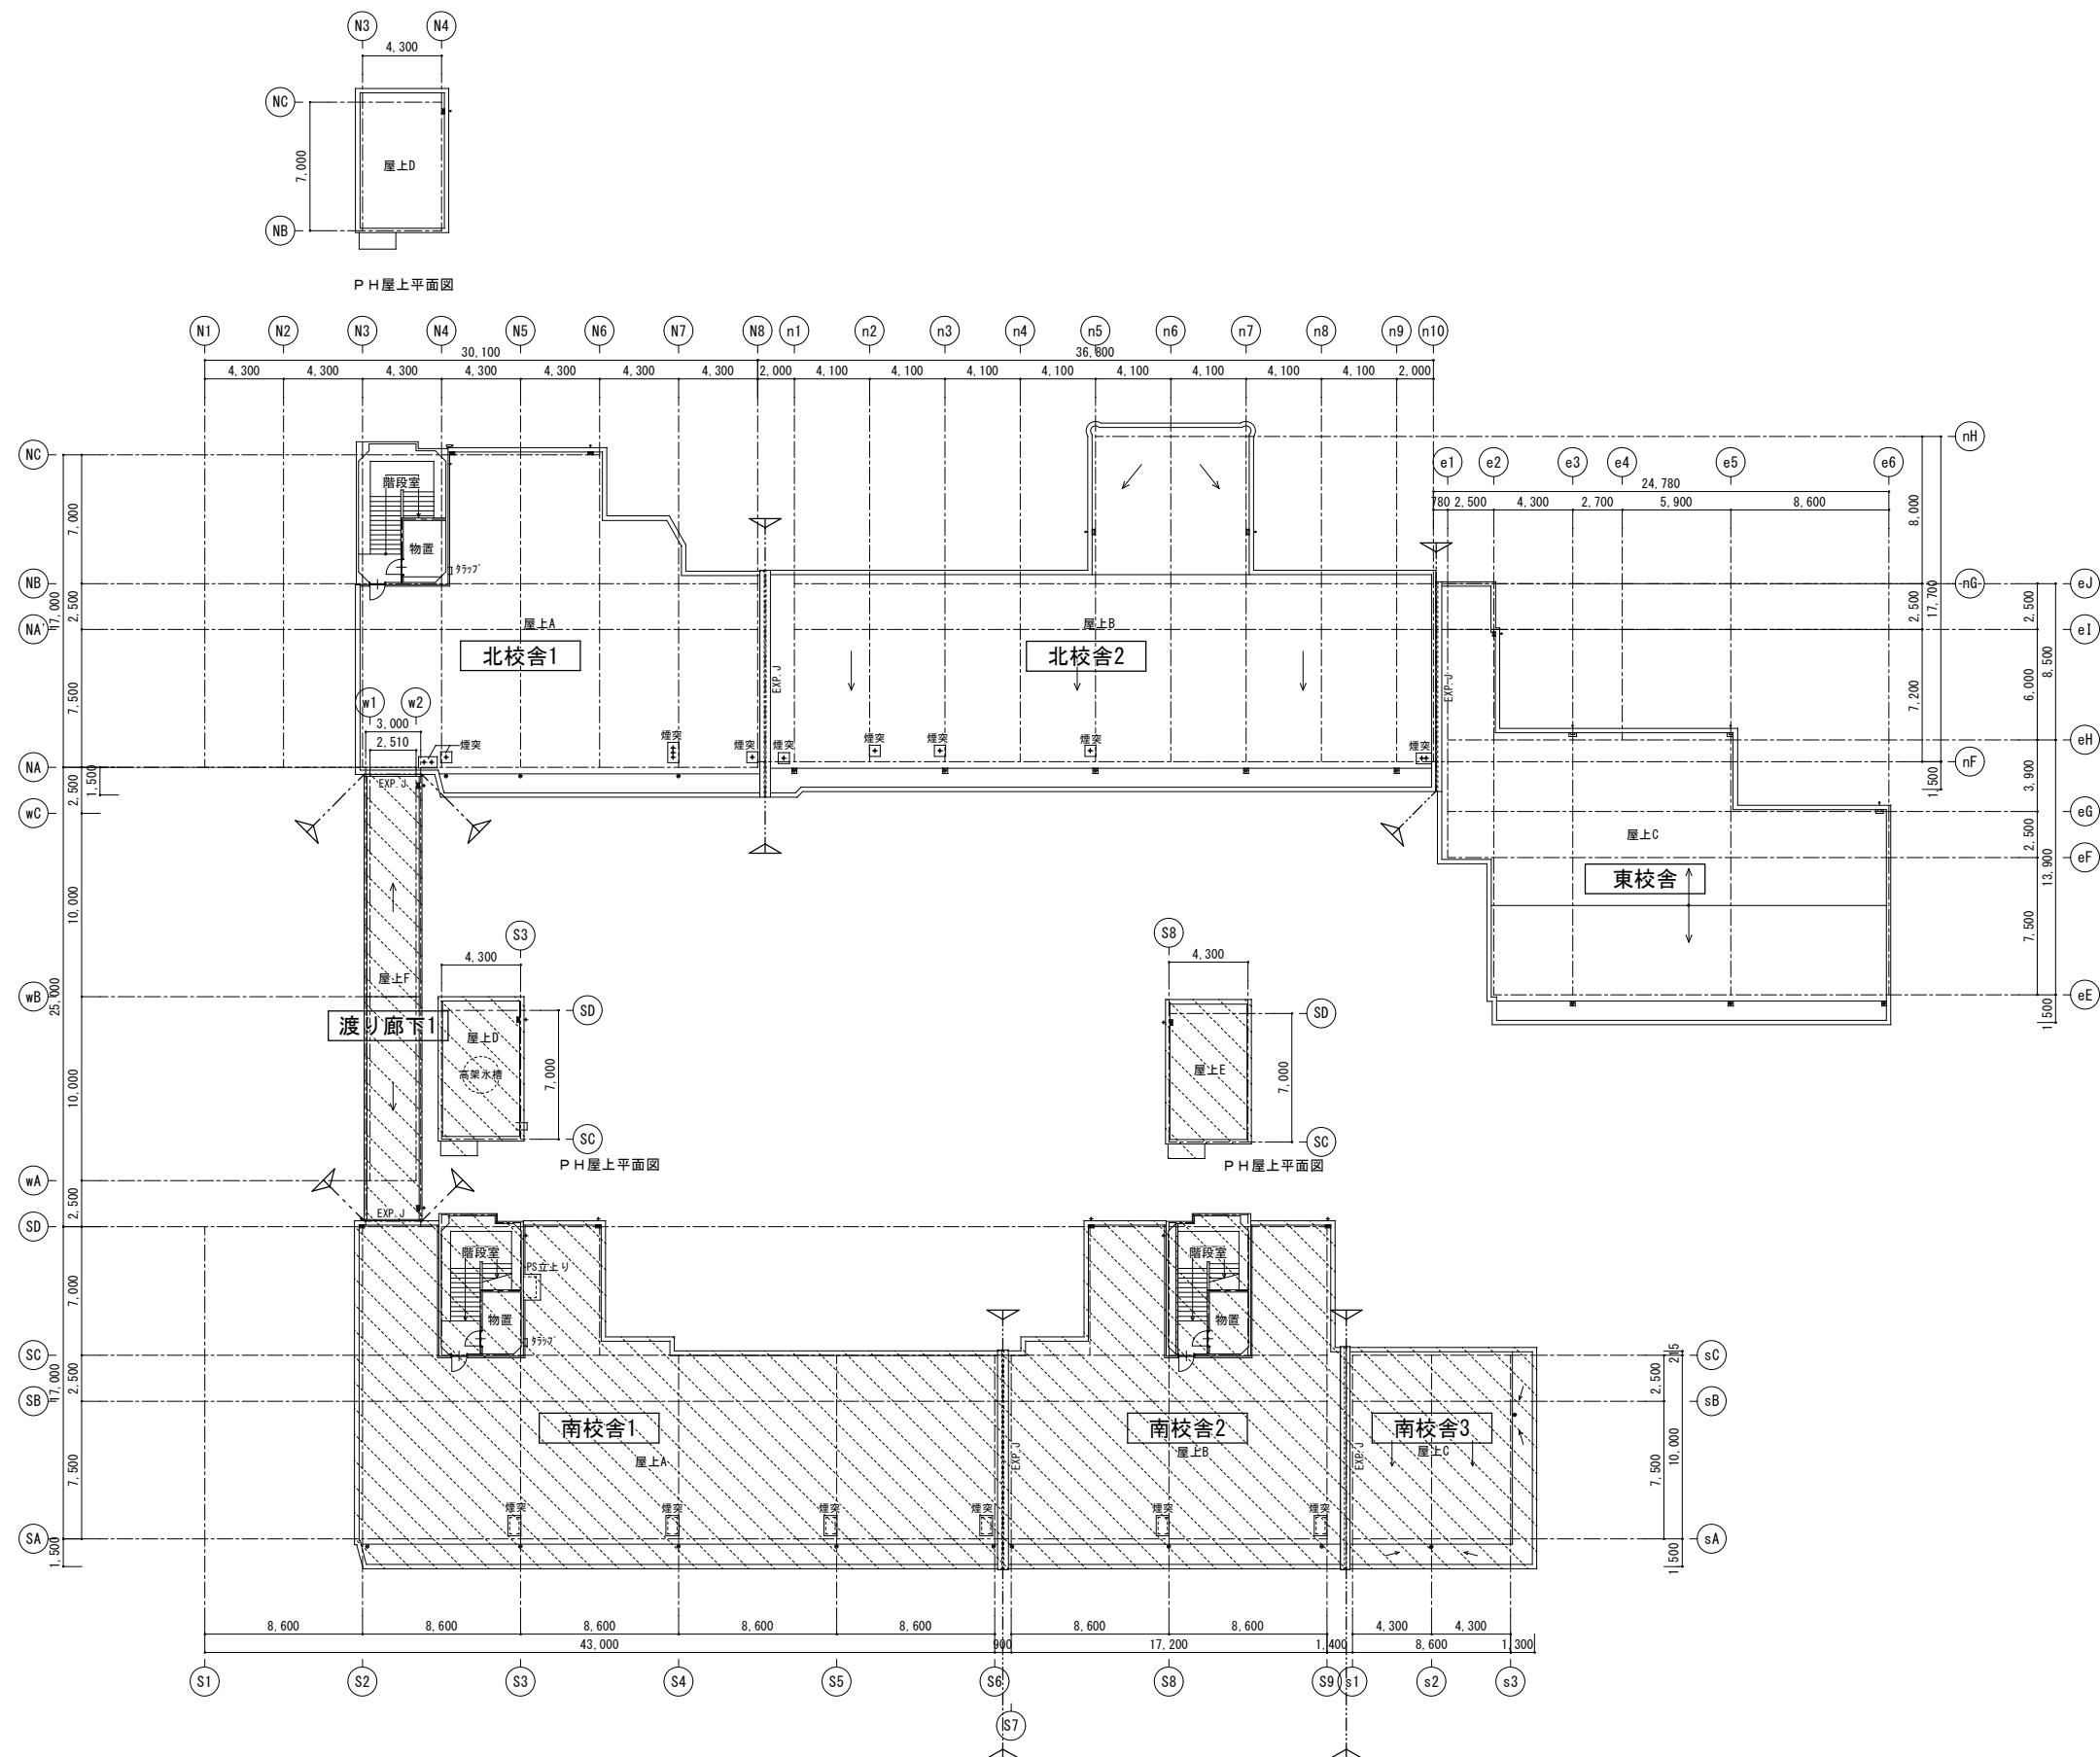 N3 N4
4,300
NC
7,000
屋上D
NB
PH屋上平面図
N1 N2 N3 N4 N5 N6 N7 N8 n1 n2 n3 n4 n5 n6 n7 n8 n9 n10
30,100 36,800
4,300 4,300 4,300 4,300 4,300 4,300 4,300 2,000 4,100 4,100 4,100 4,100 4,100 4,100 4,100 4,100 2,000
nH
NC
e1 e2 e3 e4 e5 e6
24,780
780 2,500 4,300 2,700 5,900 8,600
8,000
階段室
7,000
物置
タラップ
NB
nG
eJ
17,000
2,500
屋上A
屋上B
2,500
17,700
2,500
NA'
eI
北校舎1
北校舎2
EXP.J
EXP.J
8,500
6,000
7,200
7,500
w1 w2
3,000
2,510
煙突
煙突
煙突
煙突
煙突
煙突
煙突
煙突
eH
NA
nF
EXP.J
1,500
2,500
3,900
1,500
wC
eG
屋上C
2,500
eF
東校舎
13,900
7,500
10,000
S3
S8
4,300
4,300
屋上F
wB
25,000
SD
SD
eE
1,500
渡り廊下1
屋上D
高架水槽
7,000
屋上E
7,000
10,000
SC
SC
PH屋上平面図
PH屋上平面図
wA
2,500
EXP.J
SD
階段室
PS立上り
階段室
7,000
物置
タラップ
物置
SC
sC
215
17,000
2,500
2,500
SB
sB
南校舎1
南校舎2
南校舎3
屋上A
EXP.J
屋上B
EXP.J
屋上C
10,000
7,500
7,500
煙突
煙突
煙突
煙突
煙突
煙突
SA
sA
1,500
1,500
8,600 8,600 8,600 8,600 8,600 8,600 8,600 4,300 4,300
43,000 900 17,200 1,400 8,600 1,300
S1 S2 S3 S4 S5 S6 S8 S9 s1 s2 s3
S7